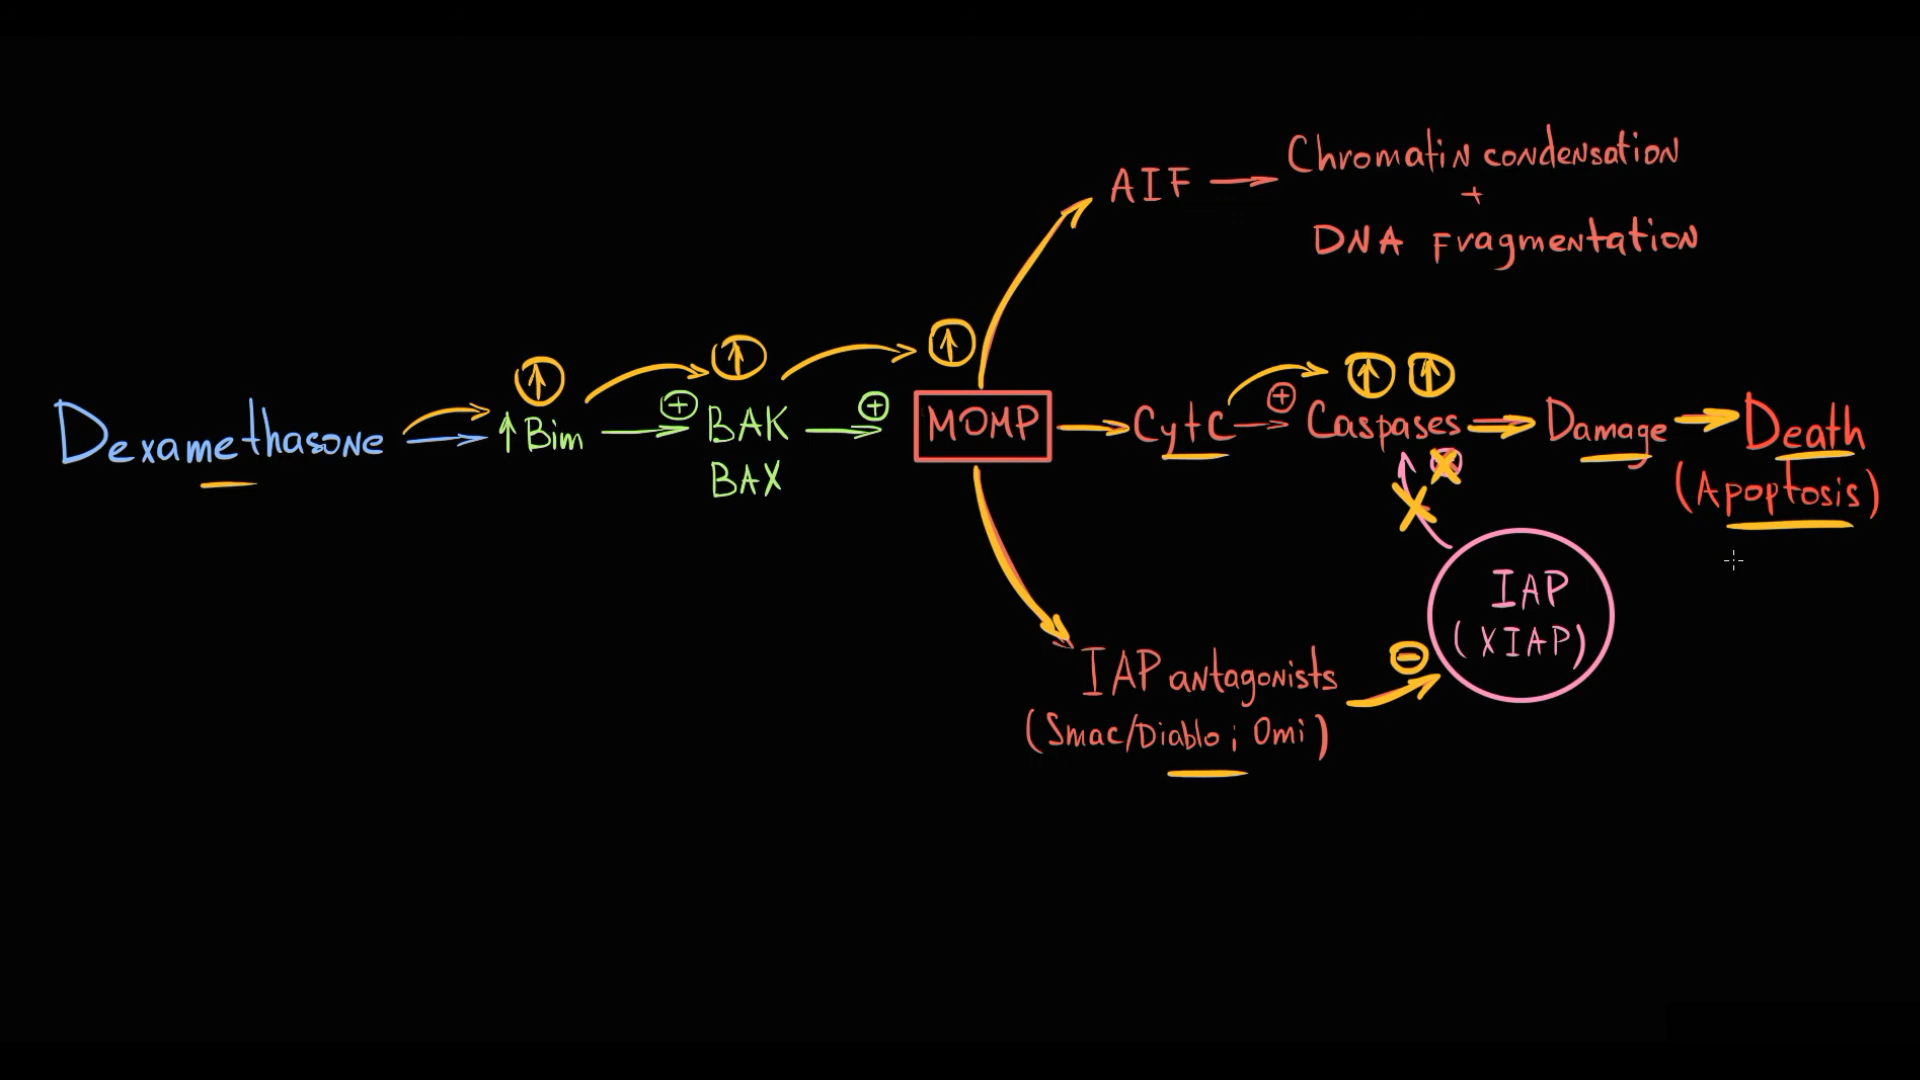 AIF
Chromatin condensation
+
DNA Fragmentation
Dexamethasone
↑Bim
+
BAK
BAX
+
MOMP
Cyt C
+
Caspases
Damage
Death
(Apoptosis)
IAP
(XIAP)
IAP antagonists
(Smac/Diablo; Omi)
−